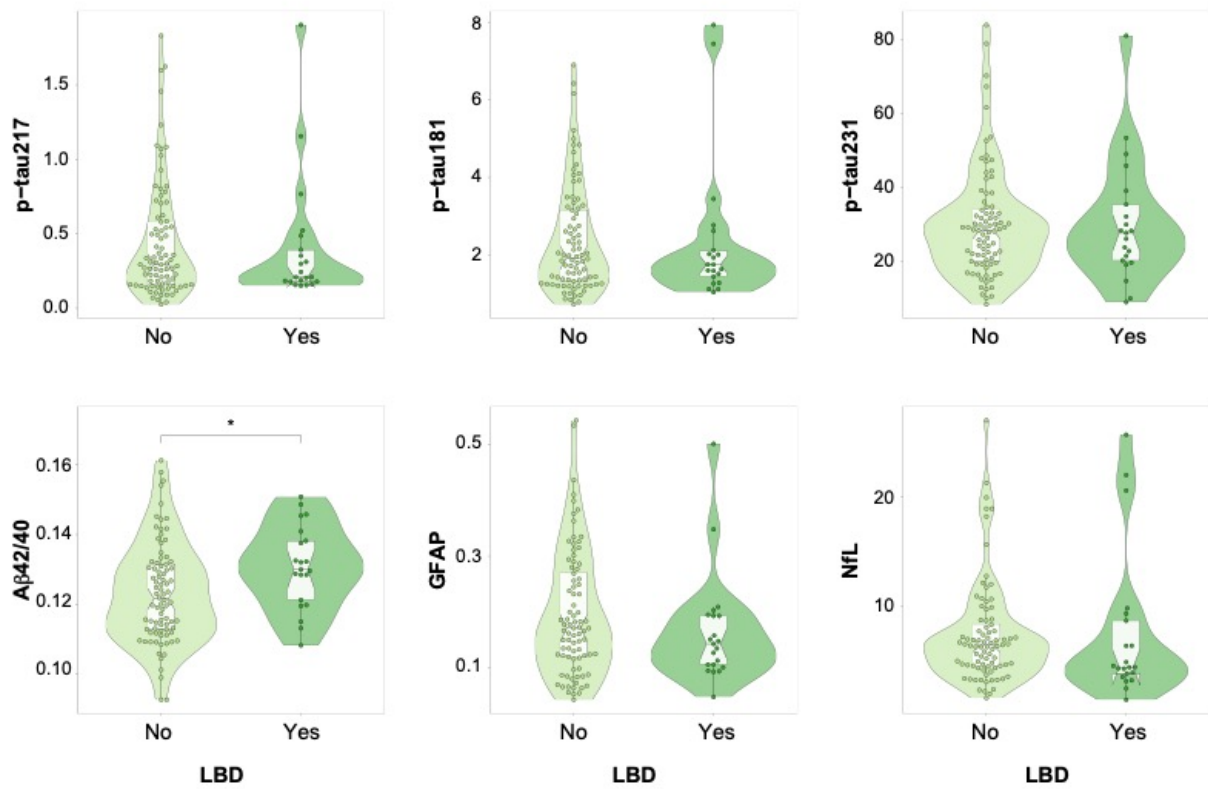 p-tau217
1.5
1.0
0.5
0.0
No Yes
p-tau181
8
6
4
2
No Yes
p-tau231
80
60
40
20
No Yes
Aβ42/40
0.16
0.14
0.12
0.10
*
No Yes
LBD
GFAP
0.5
0.3
0.1
No Yes
LBD
NfL
20
10
No Yes
LBD